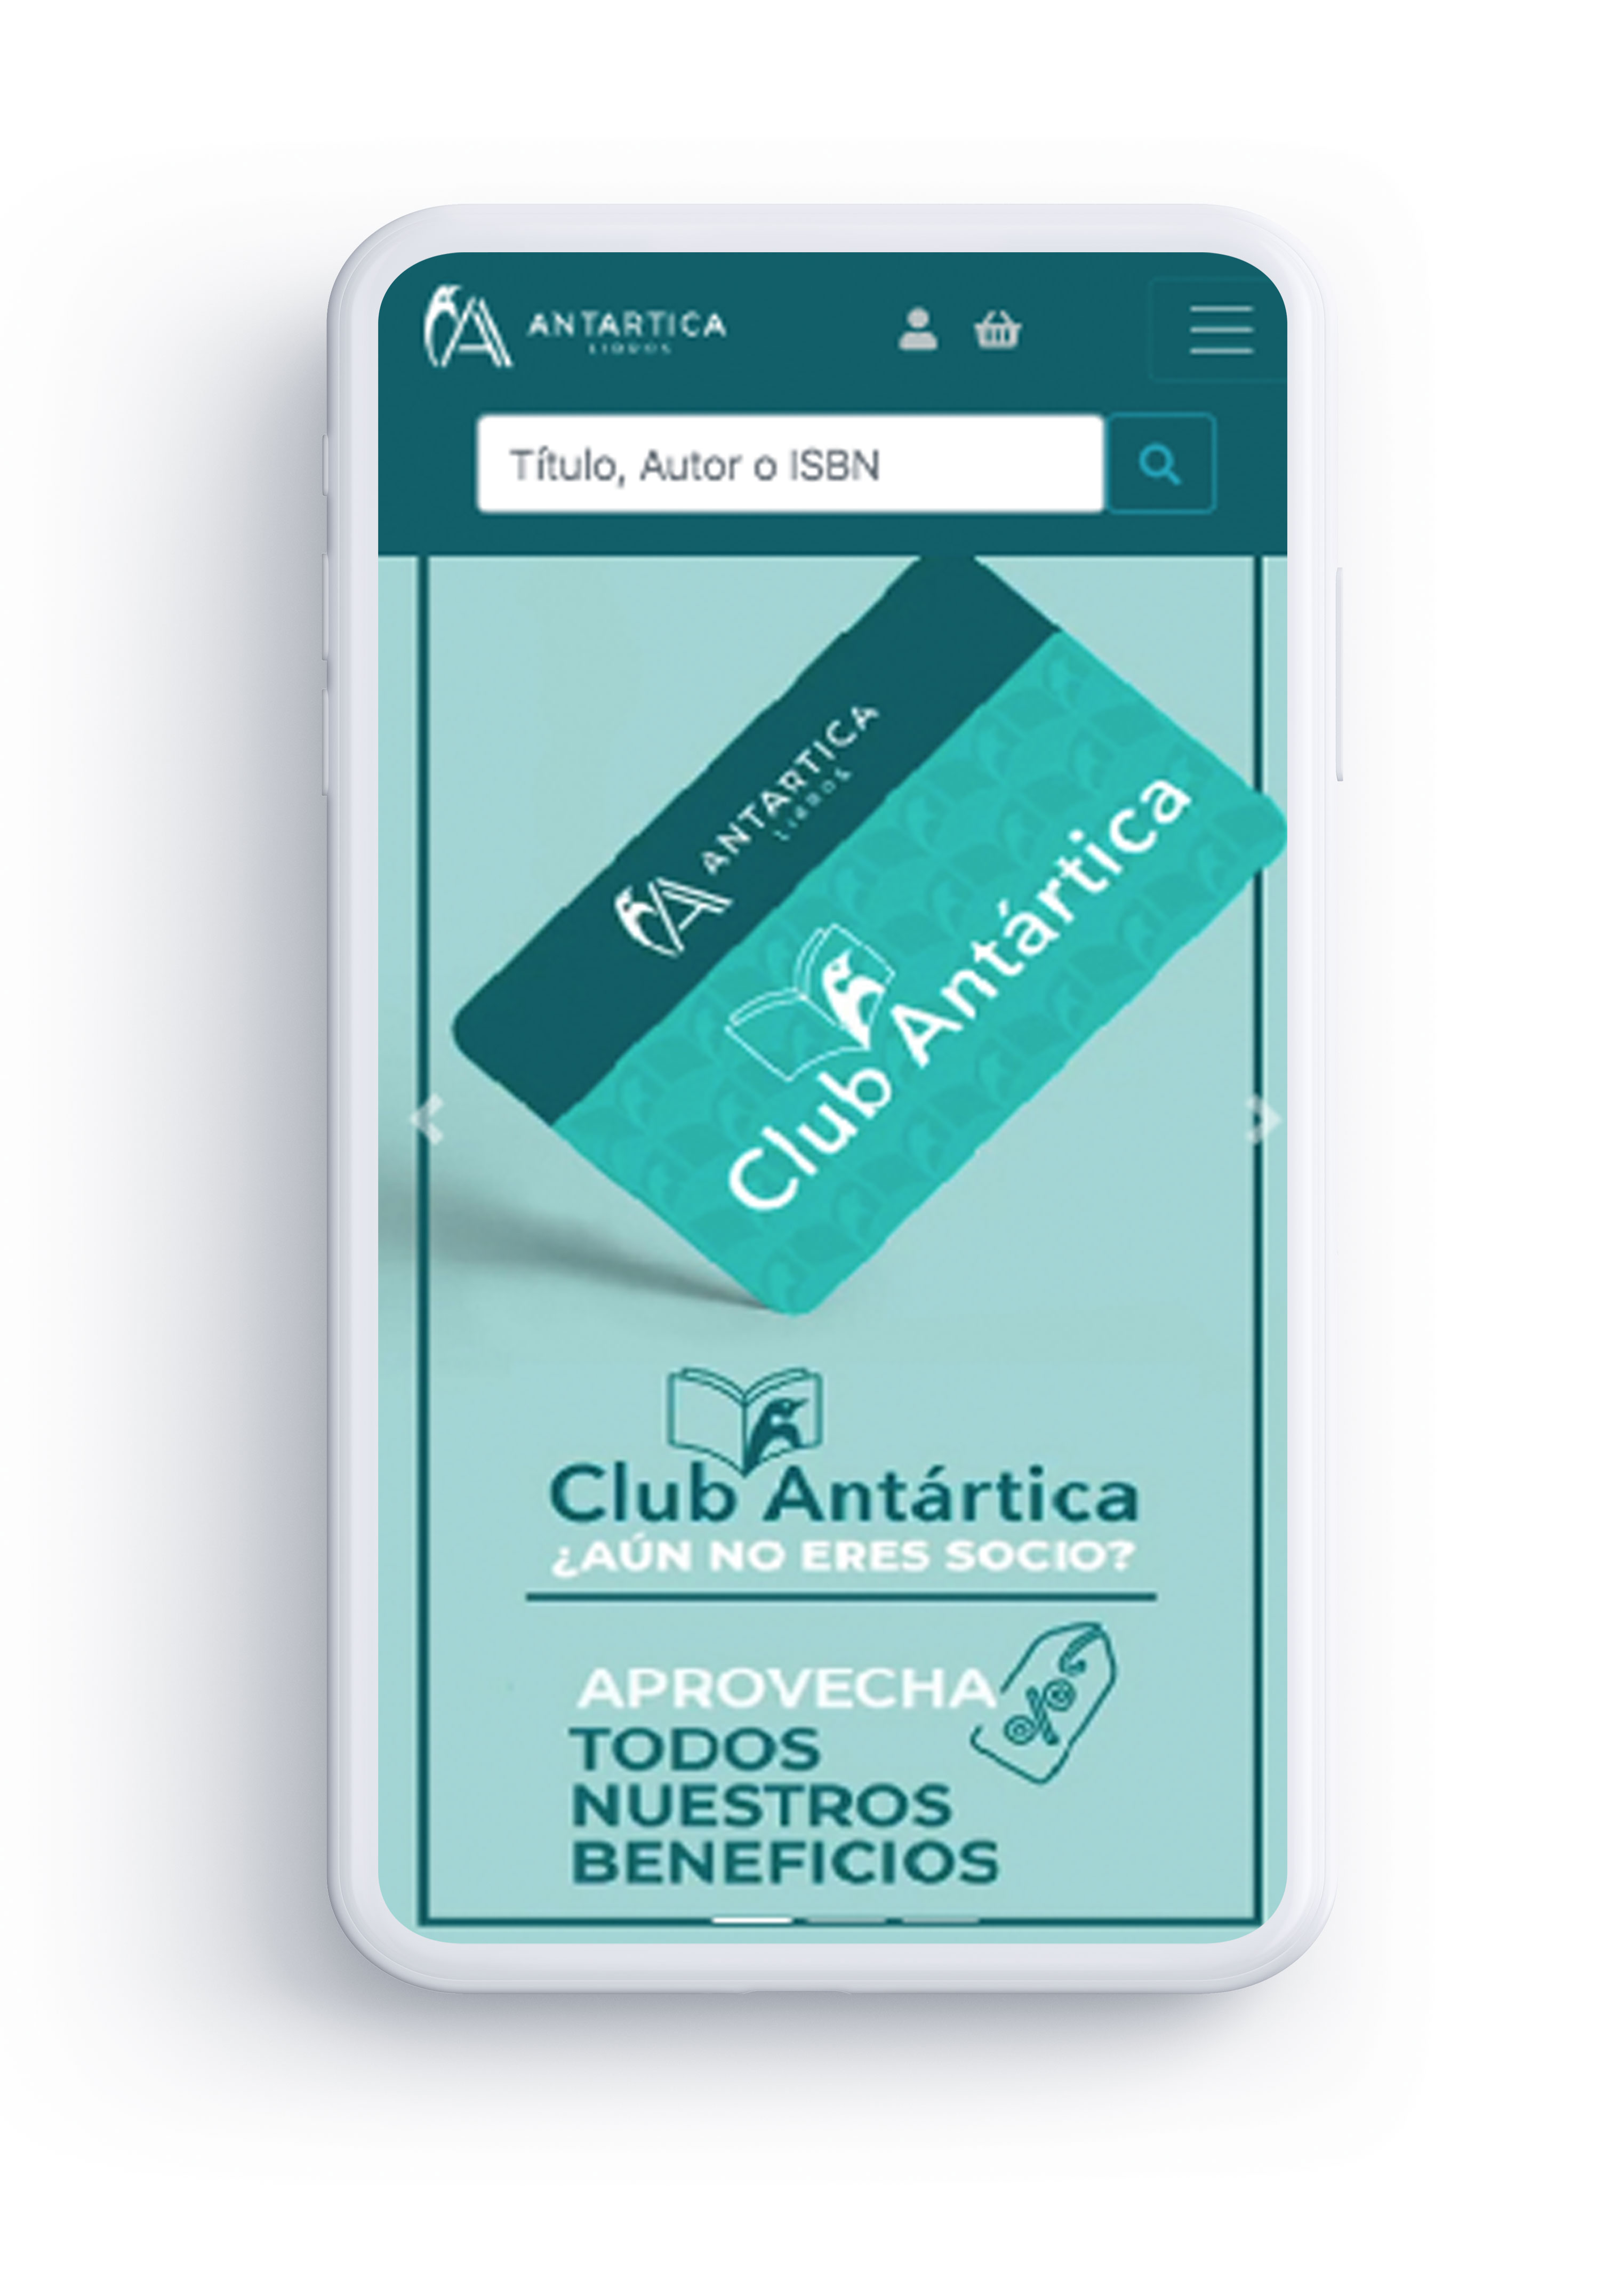 ANTARTICA
LIBROS
Título, Autor o ISBN
ANTARTICA
LIBROS
Club Antártica
Club Antártica
¿AÚN NO ERES SOCIO?
APROVECHA
%
TODOS
NUESTROS
BENEFICIOS